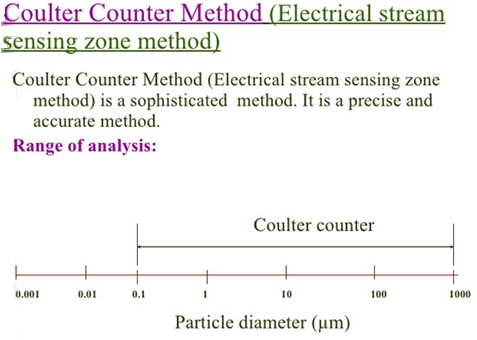 Coulter Counter Method (Electrical stream
sensing zone method)
Coulter Counter Method (Electrical stream sensing zone
method) is a sophisticated method. It is a precise and
accurate method.
Range of analysis:
Coulter counter
0.001 0.01 0.1 1 10 100 1000
Particle diameter (µm)